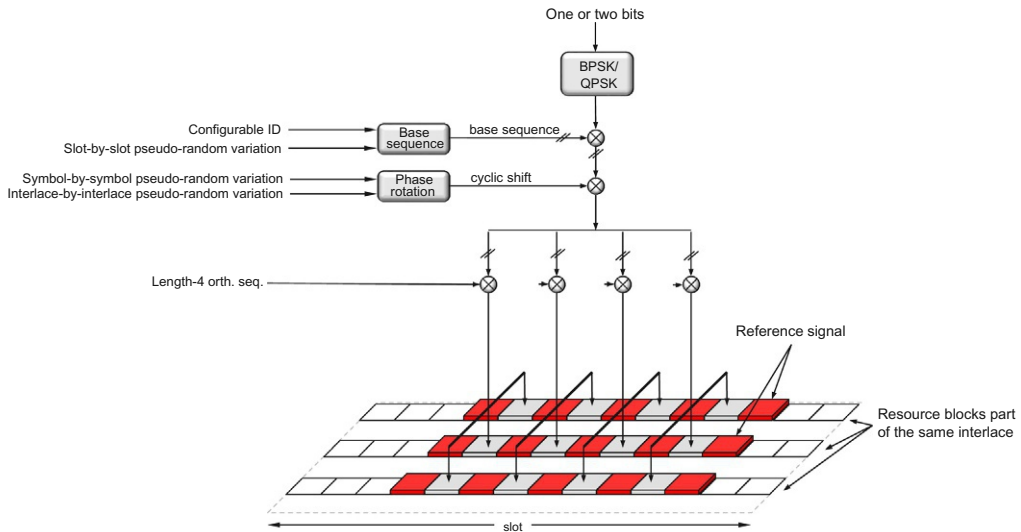 One or two bits
BPSK/
QPSK
Configurable ID
Slot-by-slot pseudo-random variation
Base
sequence
base sequence
Symbol-by-symbol pseudo-random variation
Interlace-by-interlace pseudo-random variation
Phase
rotation
cyclic shift
Length-4 orth. seq.
Reference signal
Resource blocks part
of the same interlace
slot